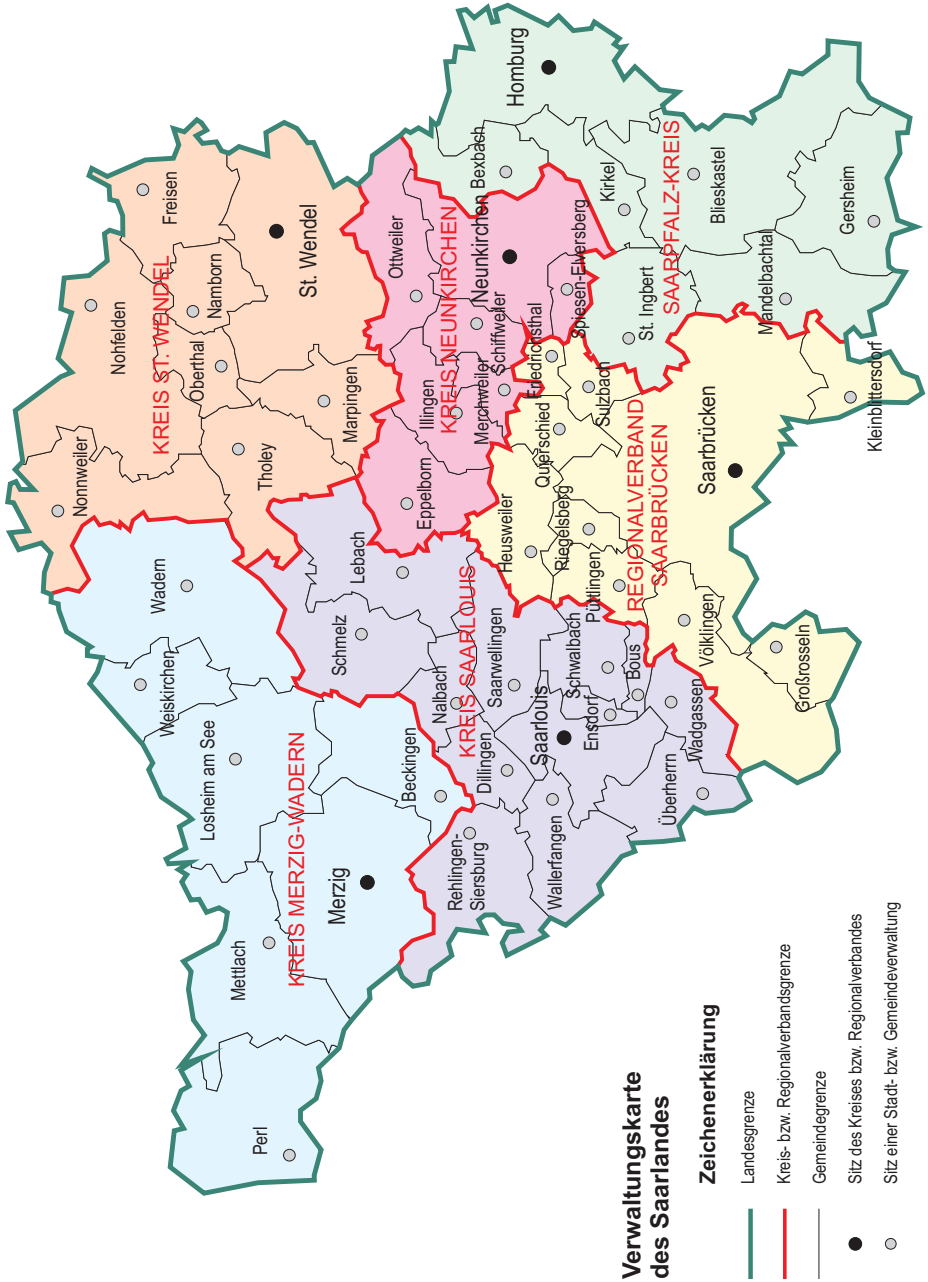 Verwaltungskarte
des Saarlandes
Zeichenerklärung
Landesgrenze
Kreis- bzw. Regionalverbandsgrenze
Gemeindegrenze
Sitz des Kreises bzw. Regionalverbandes
Sitz einer Stadt- bzw. Gemeindeverwaltung
KREIS MERZIG-WADERN
Perl
Mettlach
Merzig
Losheim am See
Weiskirchen
Wadern
Beckingen
KREIS ST. WENDEL
Nonnweiler
Nohfelden
Freisen
Oberthal
Namborn
St. Wendel
Tholey
Marpingen
KREIS SAARLOUIS
Rehlingen-
Siersburg
Wallerfangen
Dillingen
Nalbach
Saarwellingen
Schmelz
Lebach
Saarlouis
Ensdorf
Schwalbach
Bous
Wadgassen
Überherrn
KREIS NEUNKIRCHEN
Eppelborn
Illingen
Merchweiler
Schiffweiler
Ottweiler
Neunkirchen
Spiesen-Elversberg
REGIONALVERBAND
SAARBRÜCKEN
Heusweiler
Riegelsberg
Püttlingen
Quierschied
Friedrichsthal
Sulzbach
Völklingen
Großrosseln
Saarbrücken
Kleinblittersdorf
SAARPFALZ-KREIS
Bexbach
Homburg
Kirkel
St. Ingbert
Blieskastel
Mandelbachtal
Gersheim